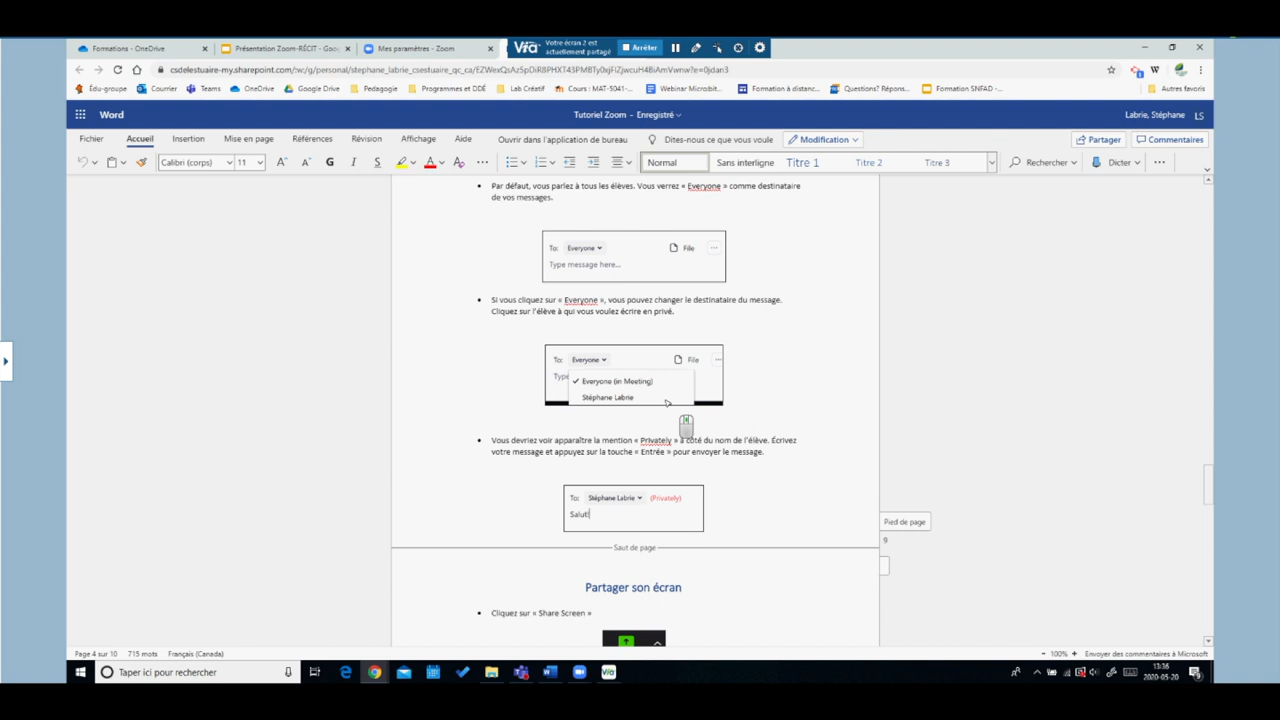 Formations - OneDrive
Présentation Zoom-RÉCIT - Goog
Mes paramètres - Zoom
Via
Votre écran 2 est
actuellement partagé
Arrêter
csdelestuaire-my.sharepoint.com/:w:/g/personal/stephane_labrie_csestuaire_qc_ca/
Édu-groupe
Courrier
Teams
OneDrive
Google Drive
Pedagogie
Programmes et DDÉ
Lab Créatif
Cours : MAT-5041-...
Webinar Microbit...
Formation à distanc...
Questions? Répons...
Formation SNFAD - ...
Autres favoris
Word
Tutoriel Zoom - Enregistré
Labrie, Stéphane
LS
Fichier
Accueil
Insertion
Mise en page
Références
Révision
Affichage
Aide
Ouvrir dans l'application de bureau
Dites-nous ce que vous voule
Modification
Partager
Commentaires
Calibri (corps)
11
G
I
S
Normal
Sans interligne
Titre 1
Titre 2
Titre 3
Rechercher
Dicter
• Par défaut, vous parlez à tous les élèves. Vous verrez « Everyone » comme destinataire
de vos messages.
To: Everyone
File
Type message here...
• Si vous cliquez sur « Everyone », vous pouvez changer le destinataire du message.
Cliquez sur l'élève à qui vous voulez écrire en privé.
To: Everyone
File
Type
Everyone (in Meeting)
Stéphane Labrie
• Vous devriez voir apparaître la mention « Privately » à côté du nom de l'élève. Écrivez
votre message et appuyez sur la touche « Entrée » pour envoyer le message.
To: Stéphane Labrie (Privately)
Salut!
Pied de page
9
Saut de page
Partager son écran
• Cliquez sur « Share Screen »
Page 4 sur 10
715 mots
Français (Canada)
100%
Envoyer des commentaires à Microsoft
Taper ici pour rechercher
13:36
2020-05-20